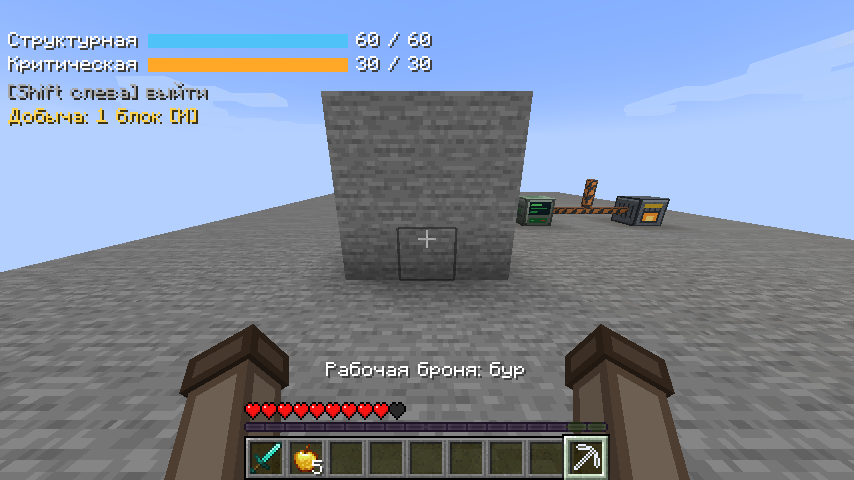 Структурная 60 / 60
Критическая 30 / 30
[Shift слева] выйти
Добыча: 1 блок [M]
Рабочая броня: бур
5